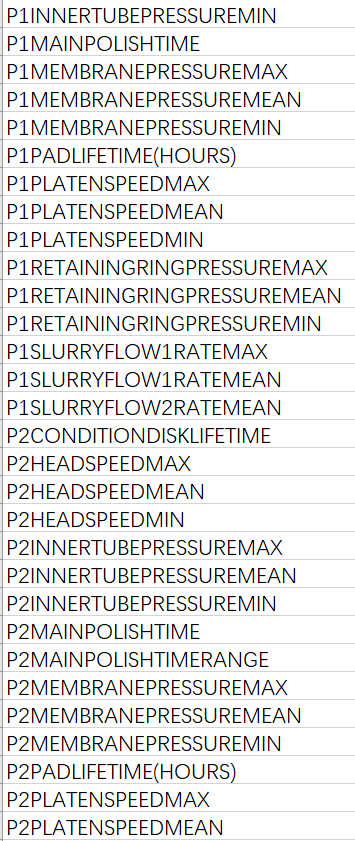 P1INNERTUBEPRESSUREMIN
P1MAINPOLISHTIME
P1MEMBRANEPRESSUREMAX
P1MEMBRANEPRESSUREMEAN
P1MEMBRANEPRESSUREMIN
P1PADLIFETIME(HOURS)
P1PLATENSPEEDMAX
P1PLATENSPEEDMEAN
P1PLATENSPEEDMIN
P1RETAININGRINGPRESSUREMAX
P1RETAININGRINGPRESSUREMEAN
P1RETAININGRINGPRESSUREMIN
P1SLURRYFLOW1RATEMAX
P1SLURRYFLOW1RATEMEAN
P1SLURRYFLOW2RATEMEAN
P2CONDITIONDISKLIFETIME
P2HEADSPEEDMAX
P2HEADSPEEDMEAN
P2HEADSPEEDMIN
P2INNERTUBEPRESSUREMAX
P2INNERTUBEPRESSUREMEAN
P2INNERTUBEPRESSUREMIN
P2MAINPOLISHTIME
P2MAINPOLISHTIMERANGE
P2MEMBRANEPRESSUREMAX
P2MEMBRANEPRESSUREMEAN
P2MEMBRANEPRESSUREMIN
P2PADLIFETIME(HOURS)
P2PLATENSPEEDMAX
P2PLATENSPEEDMEAN